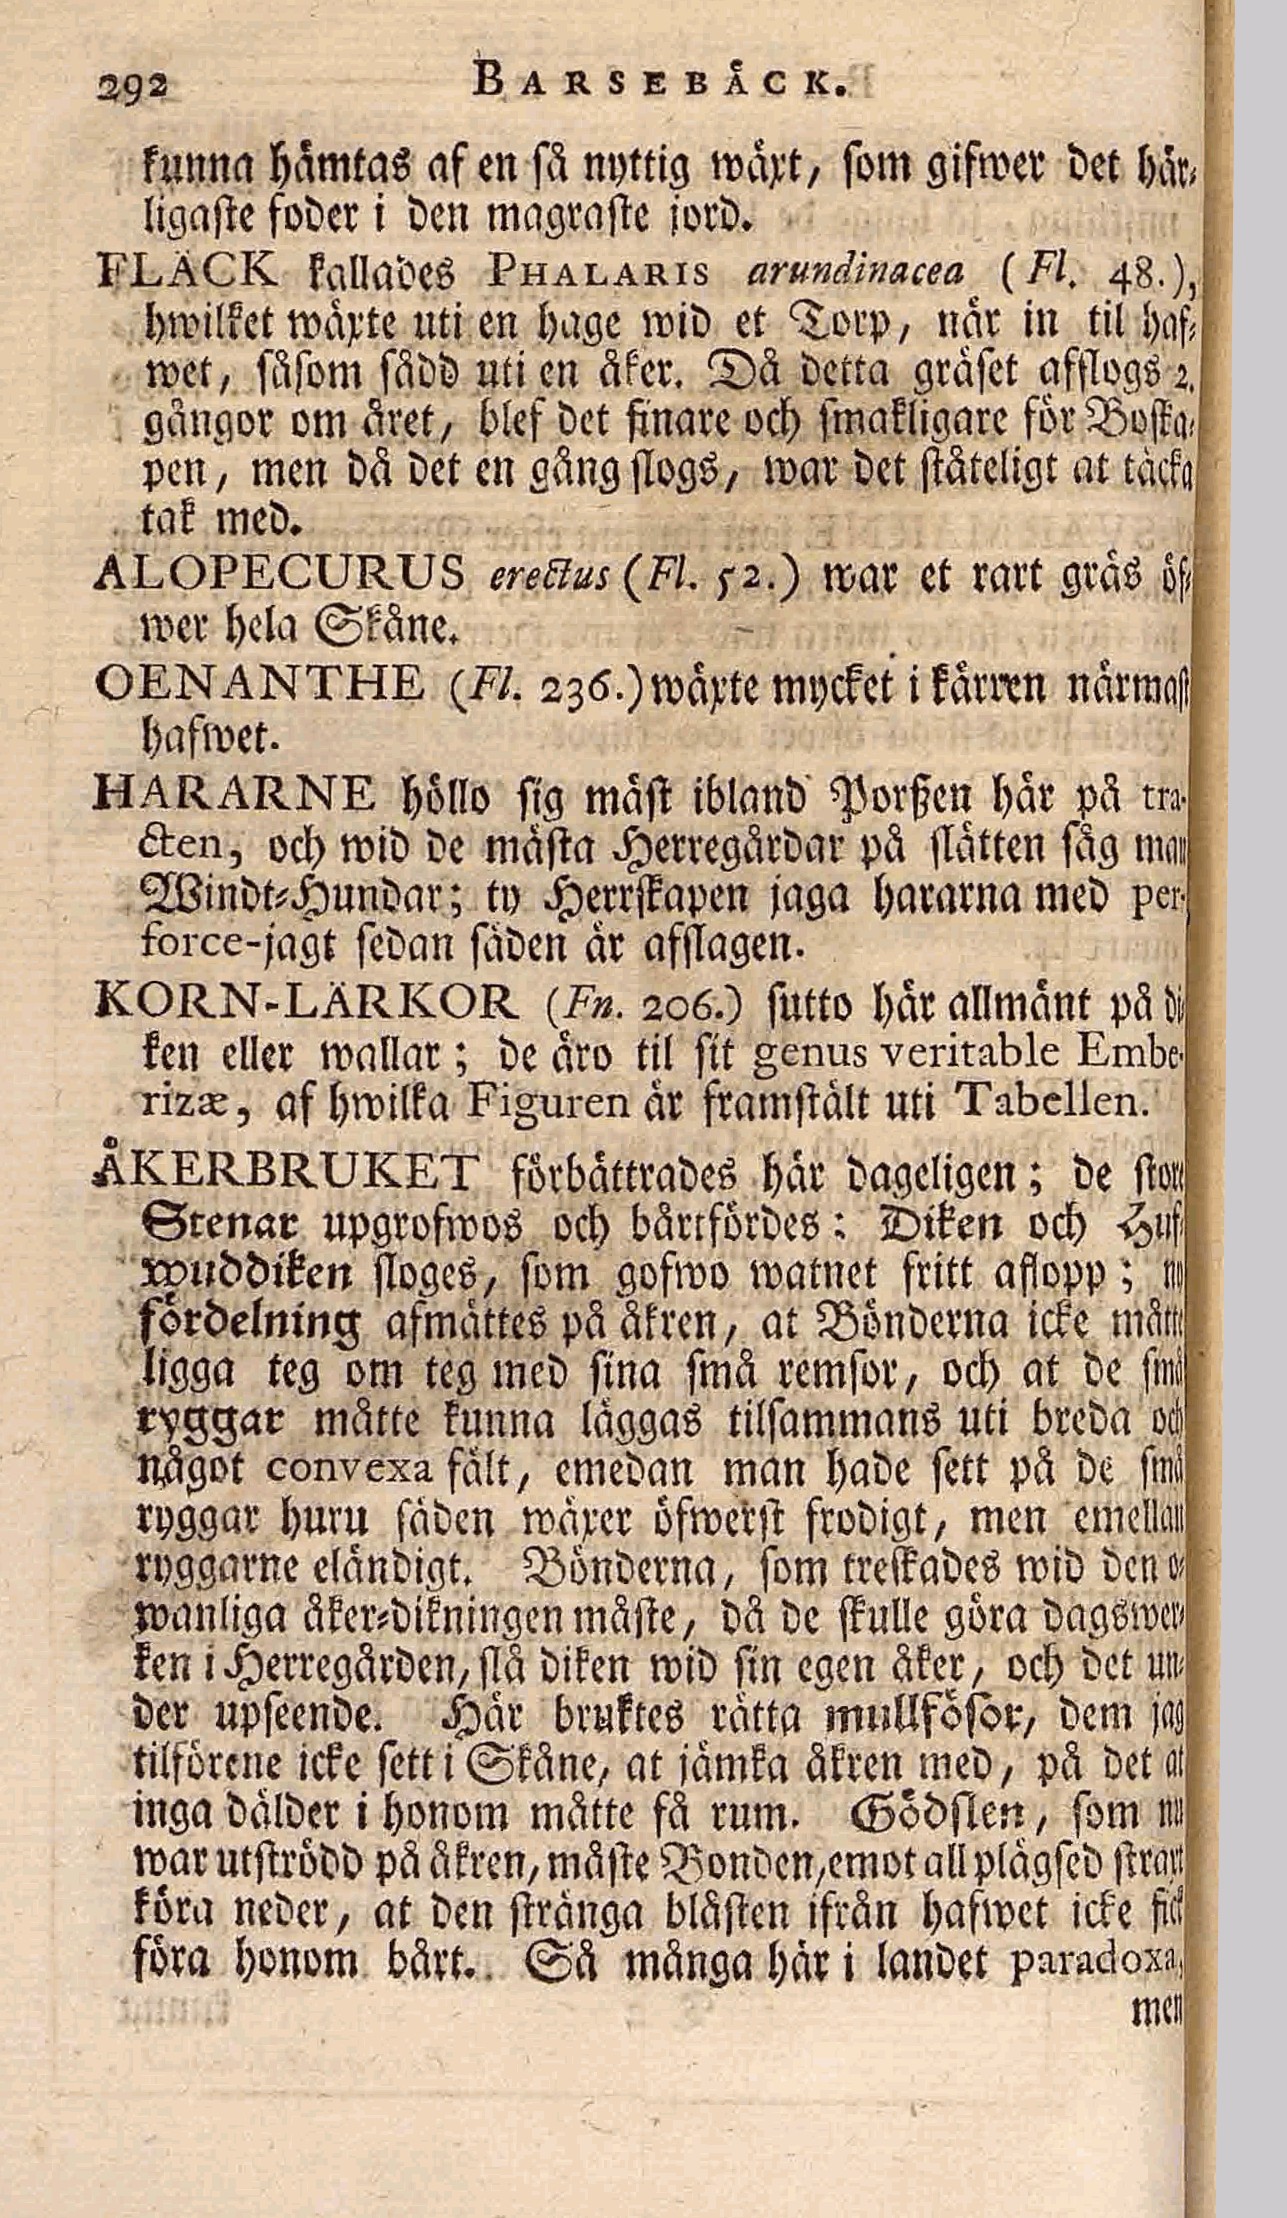 292 BARSEBÄCK.
kunna hämtas af en så nyttig wäxt, som gifwer det här-
ligaste foder i den magraste jord.
FLÄCK kallades PHALARIS arundinacea (Fl. 48.),
hwilket wäxte uti en hage wid et Torp, när in til haf-
wet, såsom sådd uti en åker. Då detta gräset afslogs 2.
gångor om året, blef det finare och smakligare för Boska-
pen, men då det en gång slogs, war det ståteligt at täcka
tak med.
ALOPECURUS erectus (Fl. 52.) war et rart gräs öf-
wer hela Skåne.
OENANTHE (Fl. 236.) wäxte mycket i kärren närmast
hafwet.
HARARNE höllo sig mäst ibland Porßen här på tra-
cten, och wid de mästa Herregårdar på slätten såg man
Windt-Hundar; ty Herrskapen jaga hararna med per-
force-jagt sedan säden är afslagen.
KORN-LÄRKOR (Fn. 206.) sutto här allmänt på di-
ken eller wallar; de äro til sit genus veritable Embe-
rizæ, af hwilka Figuren är framstält uti Tabellen.
ÅKERBRUKET förbättrades här dageligen; de store
Stenar upgrofwos och bårtfördes: Diken och Huf-
wuddiken sloges, som gofwo watnet fritt aflopp; ny
fördelning afmättes på åkren, at Bönderna icke måtte
ligga teg om teg med sina små remsor, och at de små
ryggar måtte kunna läggas tilsammans uti breda och
något convexa fält, emedan man hade sett på de små
ryggar huru säden wäxer öfwerst frodigt, men emellan
ryggarne eländigt. Bönderna, som treskades wid den o-
wanliga åker-dikningen måste, då de skulle göra dagswer-
ken i Herregården, slå diken wid sin egen åker, och det un-
der upseende. Här bruktes rätta mullfösor, dem jag
tilförene icke sett i Skåne, at jämka åkren med, på det at
inga dälder i honom måtte få rum. Gödslen, som nu
war utströdd på åkren, måste Bonden, emot all plägsed straxt
köra neder, at den stränga blåsten ifrån hafwet icke fick
föra honom bårt. Så många här i landet paradoxa,
men